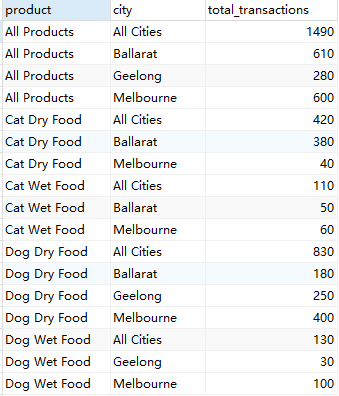 product city total_transactions
All Products All Cities 1490
All Products Ballarat 610
All Products Geelong 280
All Products Melbourne 600
Cat Dry Food All Cities 420
Cat Dry Food Ballarat 380
Cat Dry Food Melbourne 40
Cat Wet Food All Cities 110
Cat Wet Food Ballarat 50
Cat Wet Food Melbourne 60
Dog Dry Food All Cities 830
Dog Dry Food Ballarat 180
Dog Dry Food Geelong 250
Dog Dry Food Melbourne 400
Dog Wet Food All Cities 130
Dog Wet Food Geelong 30
Dog Wet Food Melbourne 100